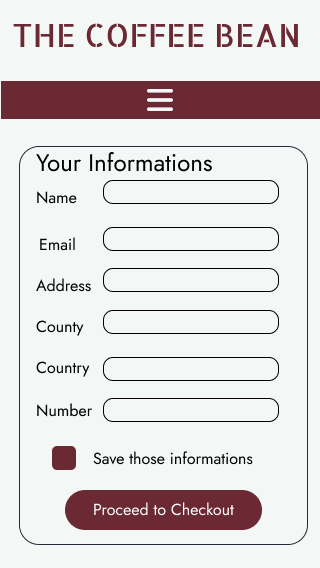 THE COFFEE BEAN
Your Informations
Name
Email
Address
County
Country
Number
Save those informations
Proceed to Checkout